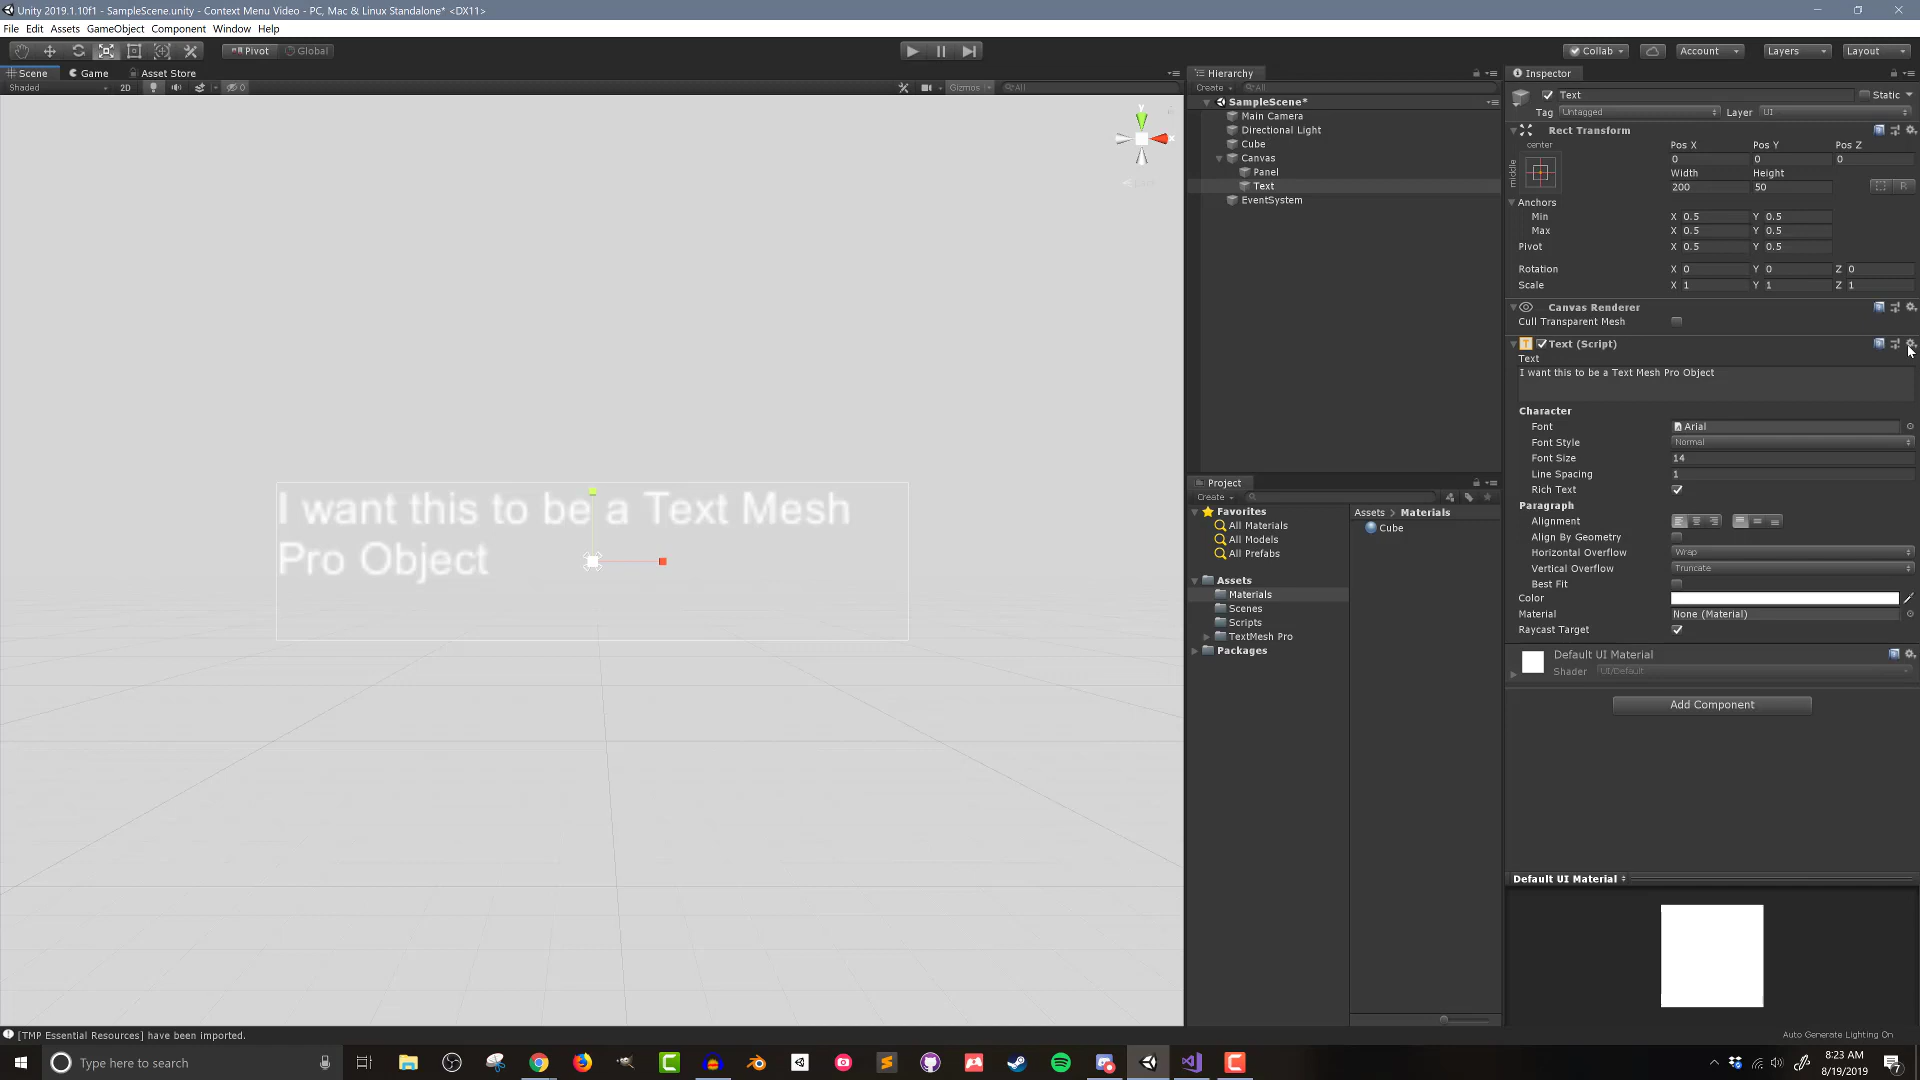 Unity 2019.1.10f1 - SampleScene.unity - Context Menu Video - PC, Mac & Linux Standalone* <DX11>
File Edit Assets GameObject Component Window Help
Pivot Global
Collab Account Layers Layout
Scene Game Asset Store
Shaded 2D 0 Gizmos All
Hierarchy
Create All
SampleScene*
Main Camera
Directional Light
Cube
Canvas
Panel
Text
EventSystem
y
I want this to be a Text Mesh
Pro Object
Project
Create
Favorites
All Materials
All Models
All Prefabs
Assets
Materials
Scenes
Scripts
TextMesh Pro
Packages
Assets > Materials
Cube
Inspector
Text Static
Tag Untagged Layer UI
Rect Transform
center
middle
Pos X Pos Y Pos Z
0 0 0
Width Height
200 50
R
Anchors
Min X 0.5 Y 0.5
Max X 0.5 Y 0.5
Pivot X 0.5 Y 0.5
Rotation X 0 Y 0 Z 0
Scale X 1 Y 1 Z 1
Canvas Renderer
Cull Transparent Mesh
Text (Script)
Text
I want this to be a Text Mesh Pro Object
Character
Font Arial
Font Style Normal
Font Size 14
Line Spacing 1
Rich Text
Paragraph
Alignment
Align By Geometry
Horizontal Overflow Wrap
Vertical Overflow Truncate
Best Fit
Color
Material None (Material)
Raycast Target
Default UI Material
Shader UI/Default
Add Component
Default UI Material
[TMP Essential Resources] have been imported.
Auto Generate Lighting On
Type here to search
8:23 AM
8/19/2019
7